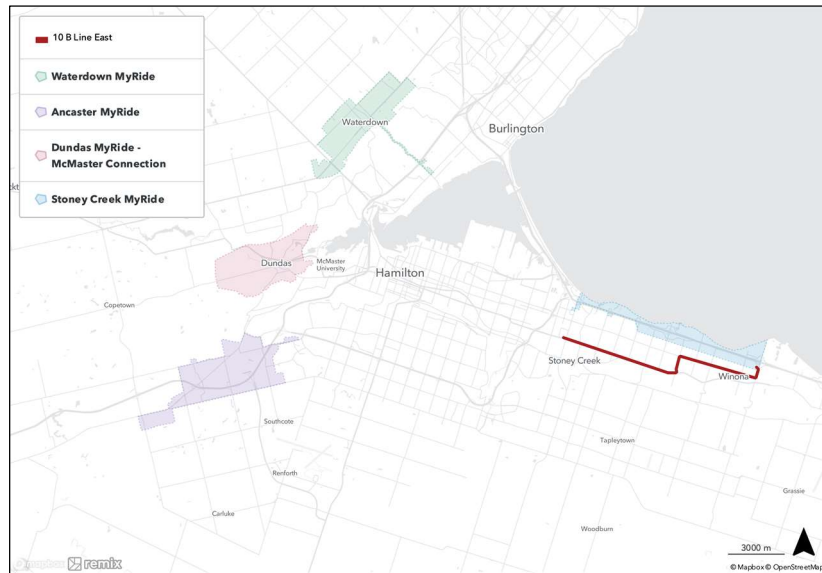 10 B Line East
Waterdown MyRide
Ancaster MyRide
Dundas MyRide -
McMaster Connection
Stoney Creek MyRide
Waterdown
Burlington
Dundas
McMaster
University
Hamilton
Copetown
Stoney Creek
Winona
Southcote
Tapleytown
Renforth
Grassie
Carluke
Woodburn
3000 m
mapbox remix
© Mapbox © OpenStreetMap